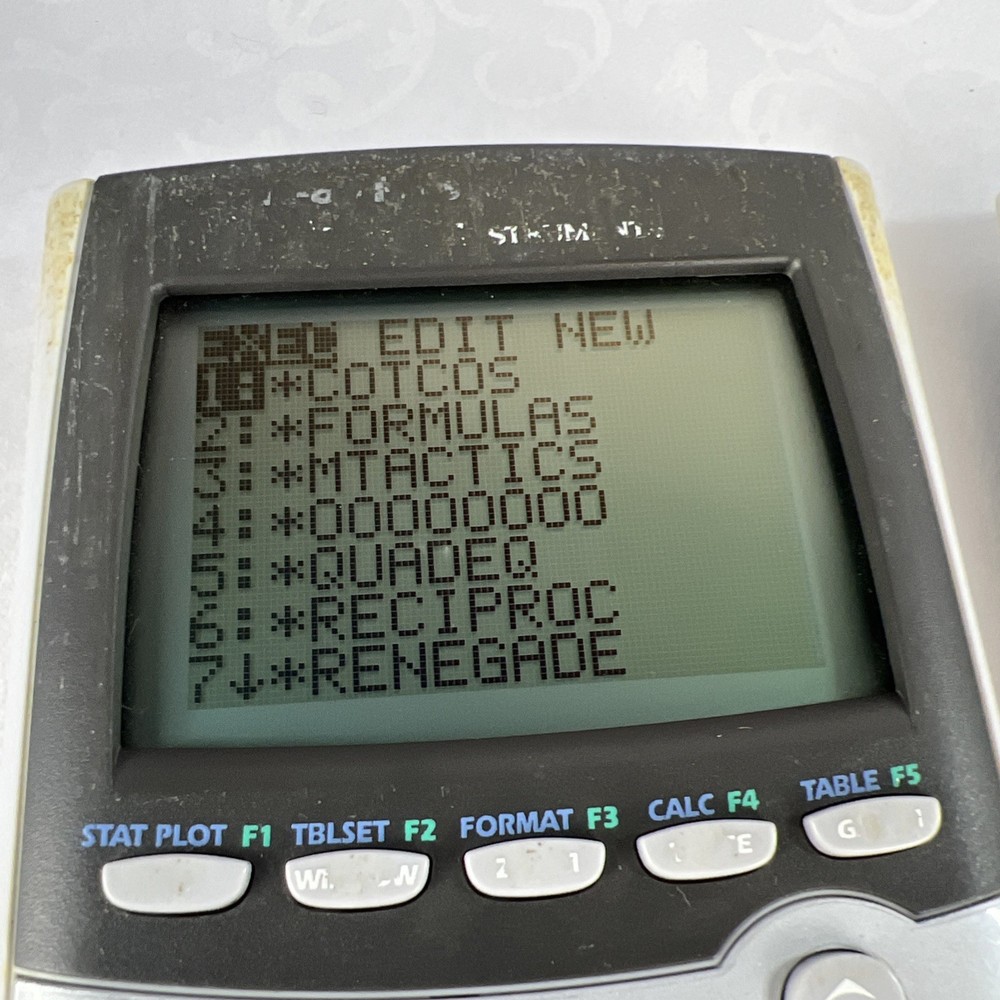 EXEC EDIT NEW
1:*COTCOS
2:*FORMULAS
3:*MTACTICS
4:*OOOOOOOO
5:*QUADEQ
6:*RECIPROC
7↓*RENEGADE
STAT PLOT F1 TBLSET F2 FORMAT F3 CALC F4 TABLE F5